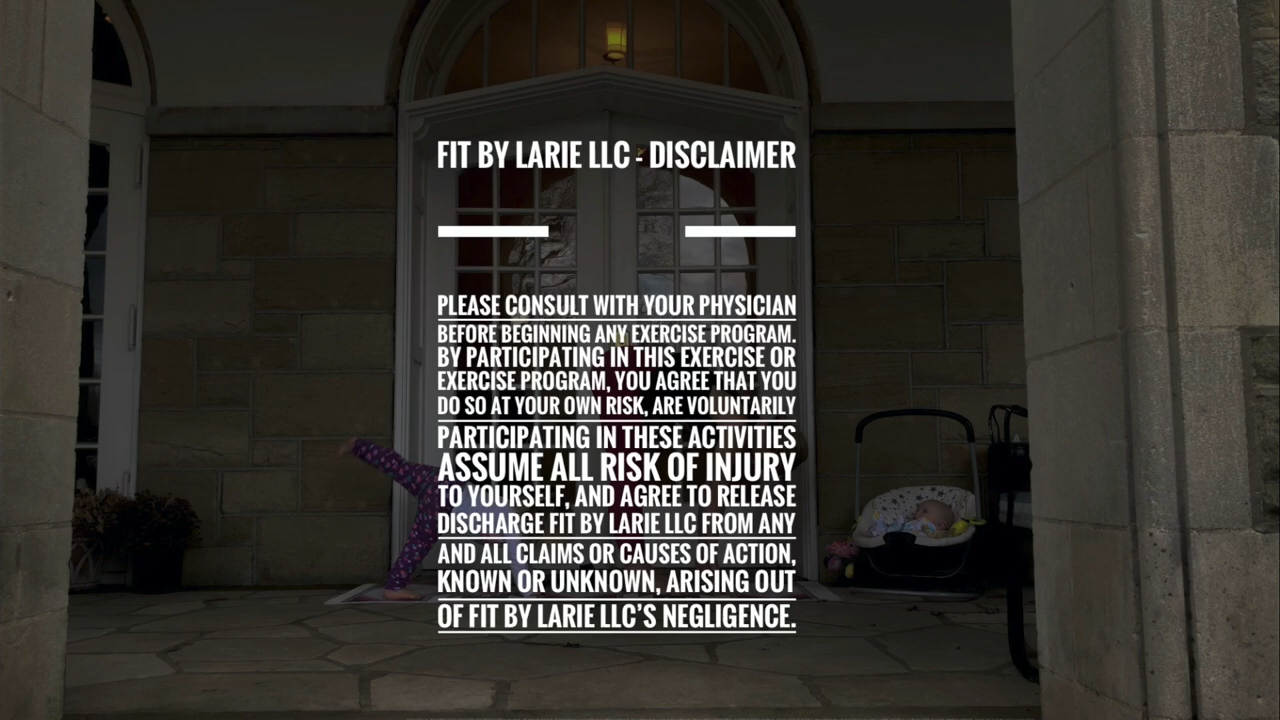 FIT BY LARIE LLC - DISCLAIMER
PLEASE CONSULT WITH YOUR PHYSICIAN
BEFORE BEGINNING ANY EXERCISE PROGRAM.
BY PARTICIPATING IN THIS EXERCISE OR
EXERCISE PROGRAM, YOU AGREE THAT YOU
DO SO AT YOUR OWN RISK, ARE VOLUNTARILY
PARTICIPATING IN THESE ACTIVITIES
ASSUME ALL RISK OF INJURY
TO YOURSELF, AND AGREE TO RELEASE
DISCHARGE FIT BY LARIE LLC FROM ANY
AND ALL CLAIMS OR CAUSES OF ACTION,
KNOWN OR UNKNOWN, ARISING OUT
OF FIT BY LARIE LLC’S NEGLIGENCE.